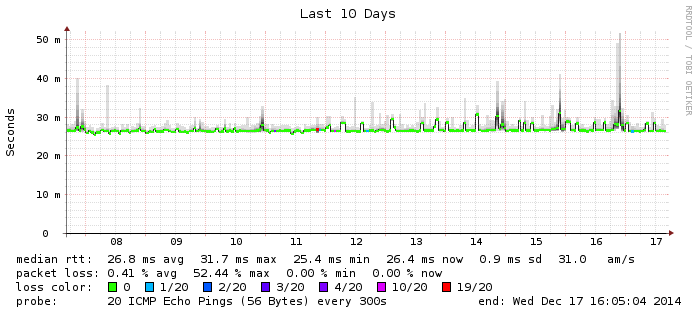 Last 10 Days
RRDTOOL / TOBI OETIKER
Seconds
50 m
40 m
30 m
20 m
10 m
0
08 09 10 11 12 13 14 15 16 17
median rtt: 26.8 ms avg 31.7 ms max 25.4 ms min 26.4 ms now 0.9 ms sd 31.0 am/s
packet loss: 0.41 % avg 52.44 % max 0.00 % min 0.00 % now
loss color: 0 1/20 2/20 3/20 4/20 10/20 19/20
probe: 20 ICMP Echo Pings (56 Bytes) every 300s end: Wed Dec 17 16:05:04 2014